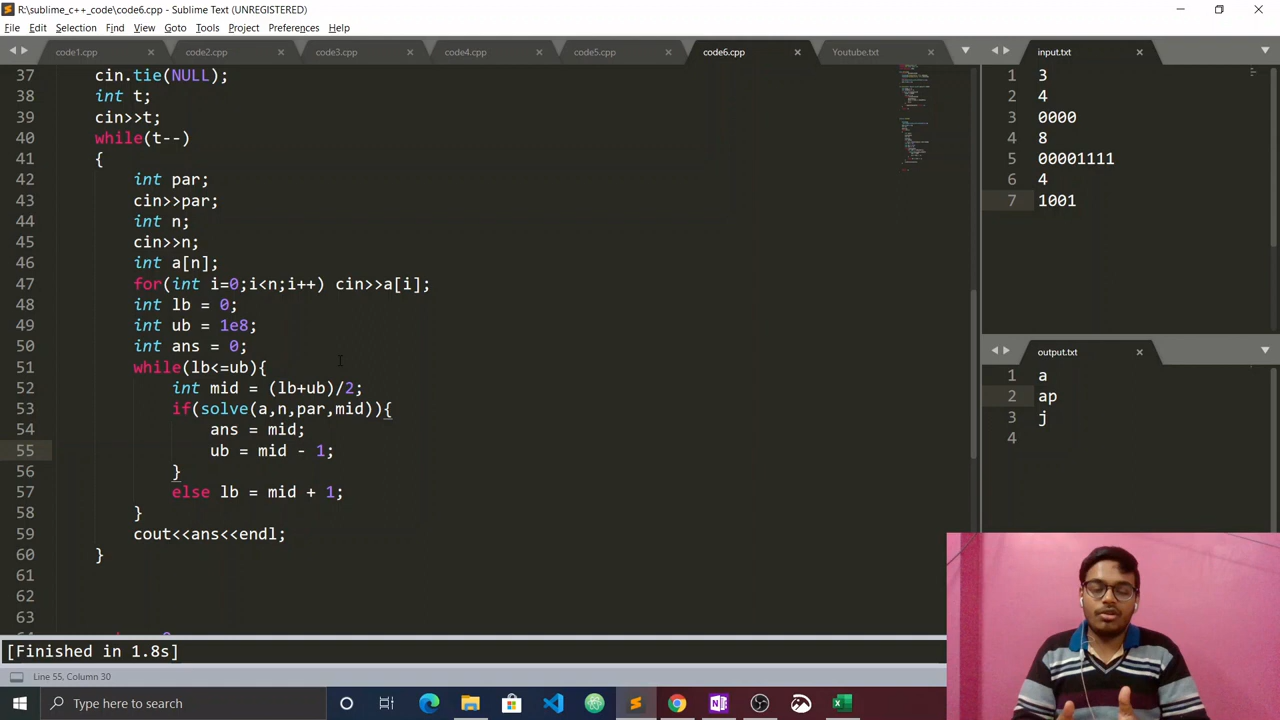 R:\sublime_c++_code\code6.cpp - Sublime Text (UNREGISTERED)
File Edit Selection Find View Goto Tools Project Preferences Help
code1.cpp code2.cpp code3.cpp code4.cpp code5.cpp code6.cpp Youtube.txt
37 cin.tie(NULL);
38 int t;
39 cin>>t;
40 while(t--)
41 {
42 int par;
43 cin>>par;
44 int n;
45 cin>>n;
46 int a[n];
47 for(int i=0;i<n;i++) cin>>a[i];
48 int lb = 0;
49 int ub = 1e8;
50 int ans = 0;
51 while(lb<=ub){
52 int mid = (lb+ub)/2;
53 if(solve(a,n,par,mid)){
54 ans = mid;
55 ub = mid - 1;
56 }
57 else lb = mid + 1;
58 }
59 cout<<ans<<endl;
60 }
61
62
63
input.txt
1 3
2 4
3 0000
4 8
5 00001111
6 4
7 1001
output.txt
1 a
2 ap
3 j
4
[Finished in 1.8s]
Line 55, Column 30
Type here to search